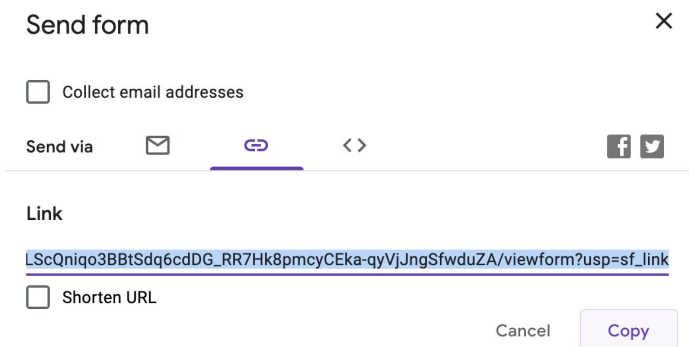 Send form
Collect email addresses
Send via
Link
LScQniqo3BBtSdq6cdDG_RR7Hk8pmcyCEka-qyVjJngSfwduZA/viewform?usp=sf_link
Shorten URL
Cancel Copy